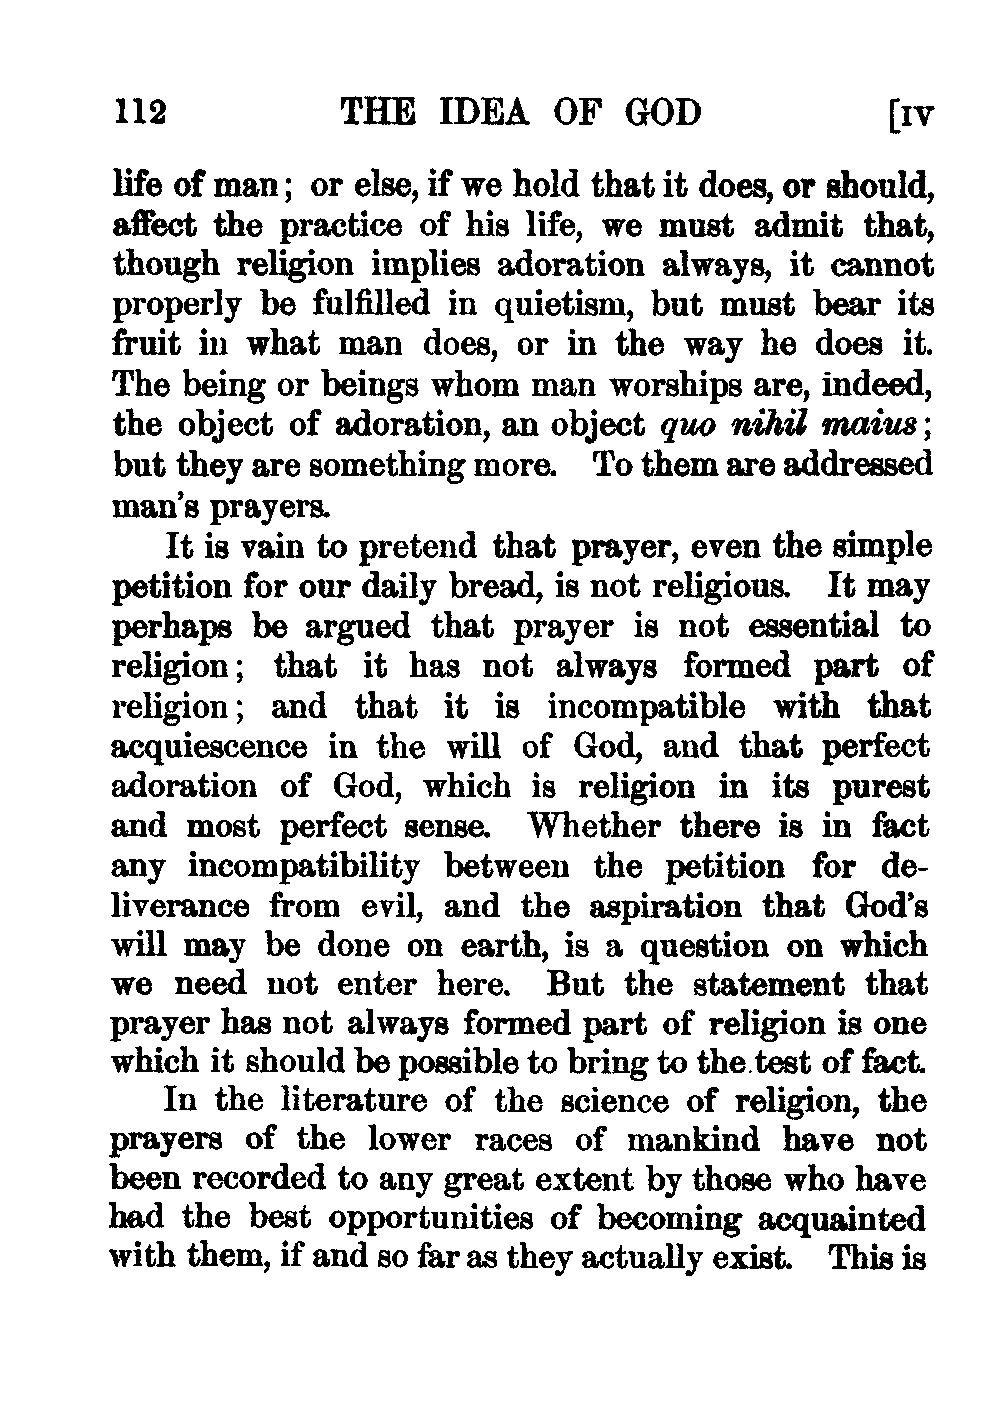 112 THE IDEA OF GOD [IV
life of man; or else, if we hold that it does, or should,
affect the practice of his life, we must admit that,
though religion implies adoration always, it cannot
properly be fulfilled in quietism, but must bear its
fruit in what man does, or in the way he does it.
The being or beings whom man worships are, indeed,
the object of adoration, an object quo nihil maius;
but they are something more. To them are addressed
man's prayers.
It is vain to pretend that prayer, even the simple
petition for our daily bread, is not religious. It may
perhaps be argued that prayer is not essential to
religion; that it has not always formed part of
religion; and that it is incompatible with that
acquiescence in the will of God, and that perfect
adoration of God, which is religion in its purest
and most perfect sense. Whether there is in fact
any incompatibility between the petition for de-
liverance from evil, and the aspiration that God's
will may be done on earth, is a question on which
we need not enter here. But the statement that
prayer has not always formed part of religion is one
which it should be possible to bring to the test of fact.
In the literature of the science of religion, the
prayers of the lower races of mankind have not
been recorded to any great extent by those who have
had the best opportunities of becoming acquainted
with them, if and so far as they actually exist. This is